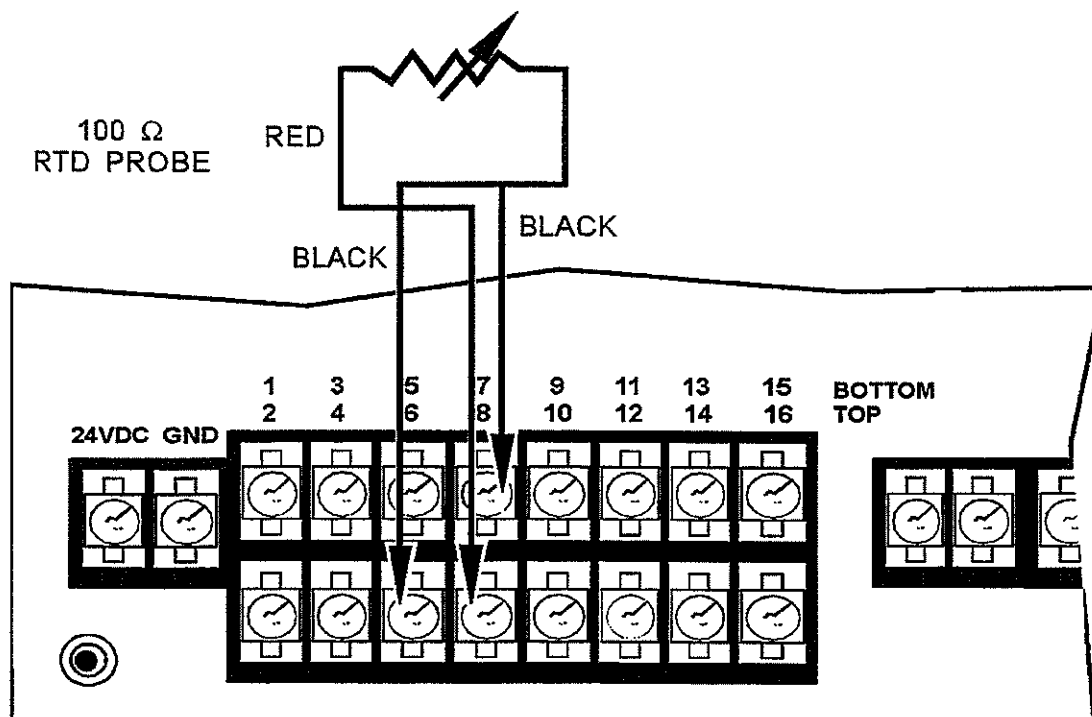 100 Ω
RTD PROBE
RED
BLACK
BLACK
1 3 5 7 9 11 13 15 BOTTOM
2 4 6 8 10 12 14 16 TOP
24VDC GND